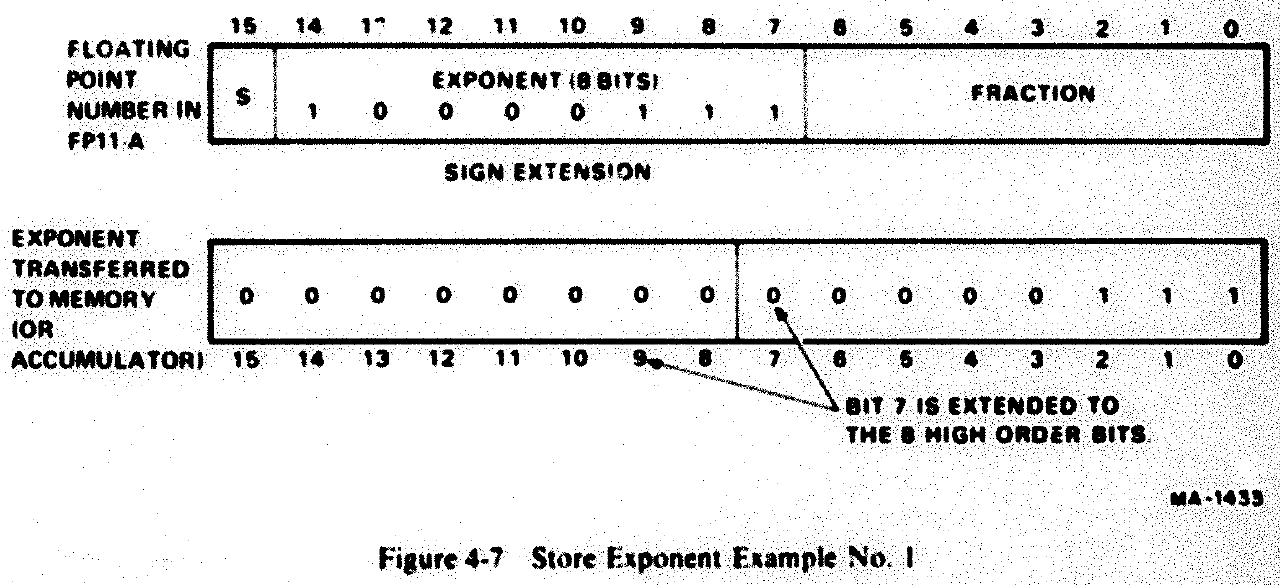 15 14 1 12 11 10 9 8 7 6 5 4 3 2 1 0
FLOATING
POINT
NUMBER IN
FP11-A
S
EXPONENT (8 BITS)
1 0 0 0 0 1 1 1
FRACTION
SIGN EXTENSION
EXPONENT
TRANSFERRED
TO MEMORY
(OR
ACCUMULATOR)
0 0 0 0 0 0 0 0 0 0 0 0 0 1 1 1
15 14 13 12 11 10 9 8 7 6 5 4 3 2 1 0
BIT 7 IS EXTENDED TO
THE 8 HIGH ORDER BITS
MA-1433
Figure 4-7 Store Exponent Example No. 1